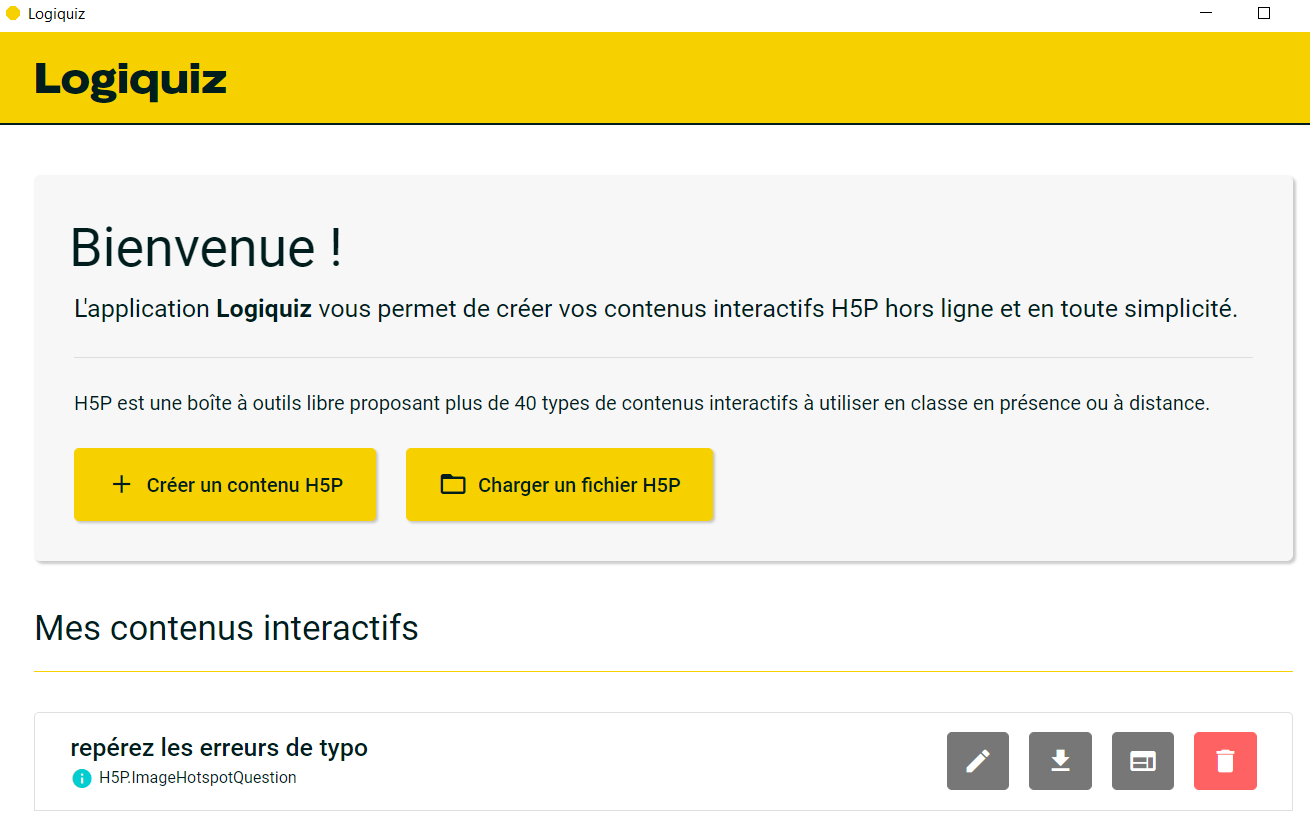 Logiquiz
Logiquiz
Bienvenue !
L'application Logiquiz vous permet de créer vos contenus interactifs H5P hors ligne et en toute simplicité.
H5P est une boîte à outils libre proposant plus de 40 types de contenus interactifs à utiliser en classe en présence ou à distance.
Créer un contenu H5P
Charger un fichier H5P
Mes contenus interactifs
repérez les erreurs de typo
H5P.ImageHotspotQuestion